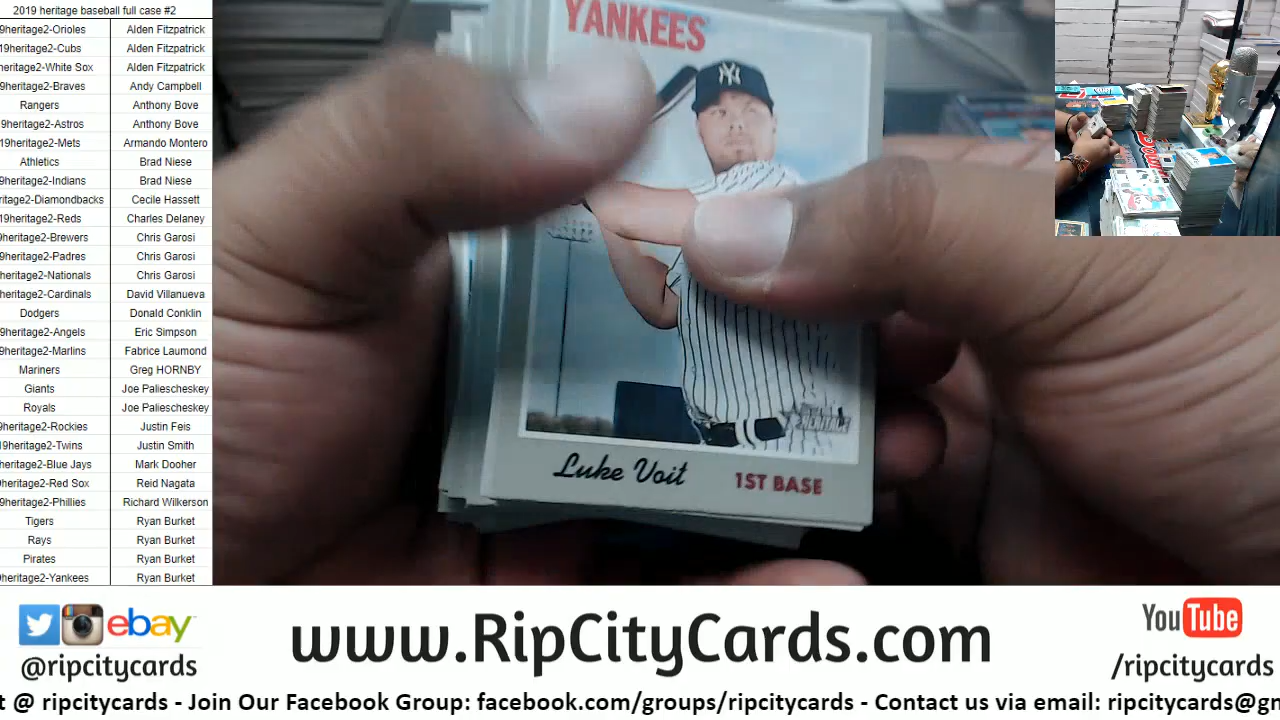 2019 heritage baseball full case #2
9heritage2-Orioles Alden Fitzpatrick
19heritage2-Cubs Alden Fitzpatrick
heritage2-White Sox Alden Fitzpatrick
9heritage2-Braves Andy Campbell
Rangers Anthony Bove
9heritage2-Astros Anthony Bove
19heritage2-Mets Armando Montero
Athletics Brad Niese
9heritage2-Indians Brad Niese
ritage2-Diamondbacks Cecile Hassett
19heritage2-Reds Charles Delaney
9heritage2-Brewers Chris Garosi
9heritage2-Padres Chris Garosi
heritage2-Nationals Chris Garosi
heritage2-Cardinals David Villanueva
Dodgers Donald Conklin
9heritage2-Angels Eric Simpson
9heritage2-Marlins Fabrice Laumond
Mariners Greg HORNBY
Giants Joe Paliescheskey
Royals Joe Paliescheskey
9heritage2-Rockies Justin Feis
19heritage2-Twins Justin Smith
heritage2-Blue Jays Mark Dooher
heritage2-Red Sox Reid Nagata
9heritage2-Phillies Richard Wilkerson
Tigers Ryan Burket
Rays Ryan Burket
Pirates Ryan Burket
9heritage2-Yankees Ryan Burket
YANKEES
NY
Luke Voit 1ST BASE
HERITAGE
ebay
@ripcitycards
www.RipCityCards.com
YouTube
/ripcitycards
t @ ripcitycards - Join Our Facebook Group: facebook.com/groups/ripcitycards - Contact us via email: ripcitycards@gm